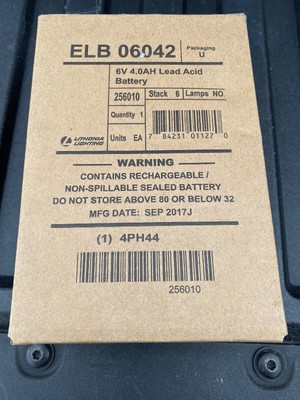 ELB 06042
Packaging
U
6V 4.0AH Lead Acid
Battery
256010
Stack 6
Lamps NO
Quantity 1
Units EA
7 84231 01127 0
LITHONIA
LIGHTING
WARNING
CONTAINS RECHARGEABLE /
NON-SPILLABLE SEALED BATTERY
DO NOT STORE ABOVE 80 OR BELOW 32
MFG DATE: SEP 2017J
(1) 4PH44
256010